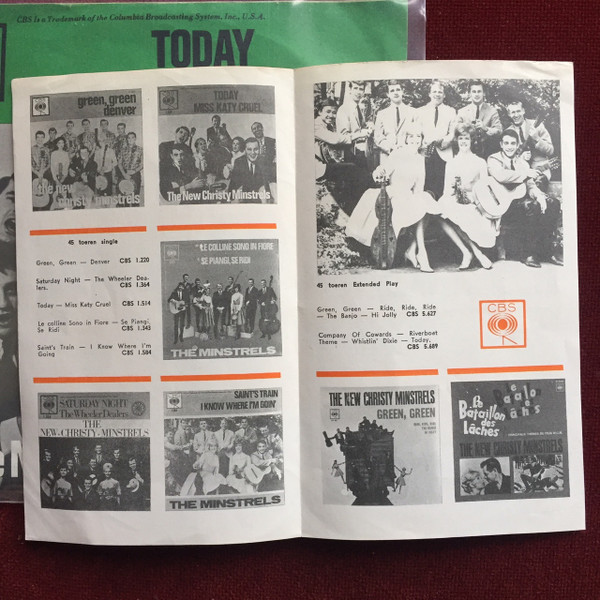 CBS is a Trademark of the Columbia Broadcasting System, Inc., U.S.A.
TODAY
green, green
denver
the new
christy minstrels
TODAY
MISS KATY CRUEL
The New Christy Minstrels
45 toeren single
Green, Green — Denver CBS 1.220
Saturday Night — The Wheeler Dea-
lers. CBS 1.364
Today — Miss Kety Cruel CBS 1.514
La colline Sono in Fiore — Se Piangi,
Se Ridi CBS 1.543
Saint's Train — I Know Where I'm
Going CBS 1.584
LE COLLINE SONO IN FIORE
SE PIANGI, SE RIDI
THE MINSTRELS
SATURDAY NIGHT
The Wheeler Dealers
THE
NEW CHRISTY MINSTRELS
SAINT'S TRAIN
I KNOW WHERE I'M GOIN'
THE MINSTRELS
45 toeren Extended Play
Green, Green — Ride, Ride, Ride
— The Banjo — Hi Jolly CBS 5.627
Company Of Cowards — Riverboat
Theme — Whistlin' Dixie — Today.
CBS 5.689
CBS
THE NEW CHRISTY MINSTRELS
GREEN, GREEN
Le
Bataillon
des
Lâches
THE NEW CHRISTY MINSTRELS